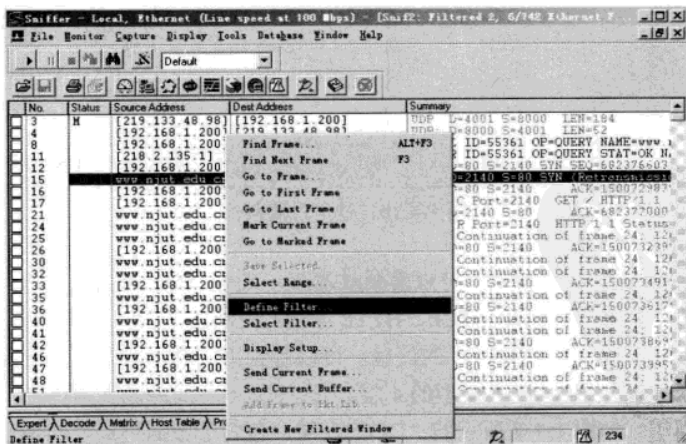 Sniffer - Local, Ethernet (Line speed at 100 Mbps) - [Snif2: Filtered 2, 6/742 Ethernet F...
File Monitor Capture Display Tools Database Window Help
Default
No. Status Source Address Dest Address Summary
3 M [219.133.48.98] [192.168.1.200] UDP D=4001 S=8000 LEN=184
4 [192.168.1.200] [219.133.48.98] UDP D=8000 S=4001 LEN=52
8 [192.168.1.200] ID=55361 OP=QUERY NAME=www.
11 [218.2.135.1] ID=55361 OP=QUERY STAT=OK
12 [192.168.1.200] =80 S=2140 SYN SEQ=682376603
15 www.njut.edu.cn =2140 S=80 SYN (Retransmissio
16 [192.168.1.200] =80 S=2140 ACK=150072987
17 [192.168.1.200] C Port=2140 GET / HTTP/1.1
21 www.njut.edu.cn =2140 S=80 ACK=682377000
24 www.njut.edu.cn R Port=2140 HTTP/1.1 Status=
25 www.njut.edu.cn Continuation of frame 24; 126
26 [192.168.1.200] =80 S=2140 ACK=150073239
30 www.njut.edu.cn Continuation of frame 24; 126
32 www.njut.edu.cn Continuation of frame 24; 126
33 [192.168.1.200] =80 S=2140 ACK=150073491
35 www.njut.edu.cn Continuation of frame 24; 126
36 [192.168.1.200] =80 S=2140 ACK=150073617
40 www.njut.edu.cn Continuation of frame 24; 126
41 www.njut.edu.cn Continuation of frame 24; 126
42 [192.168.1.200] =80 S=2140 ACK=150073869
46 www.njut.edu.cn Continuation of frame 24; 126
47 [192.168.1.200] =80 S=2140 ACK=150073995
48 www.njut.edu.cn Continuation of frame 24; 126
Find Frame... ALT+F3
Find Next Frame F3
Go to Frame...
Go to First Frame
Go to Last Frame
Mark Current Frame
Go to Marked Frame
Save Selected...
Select Range...
Define Filter...
Select Filter...
Display Setup...
Send Current Frame...
Send Current Buffer...
Add Frame to Pkt Lib
Create New Filtered Window
Expert Decode Matrix Host Table
Define Filter 234